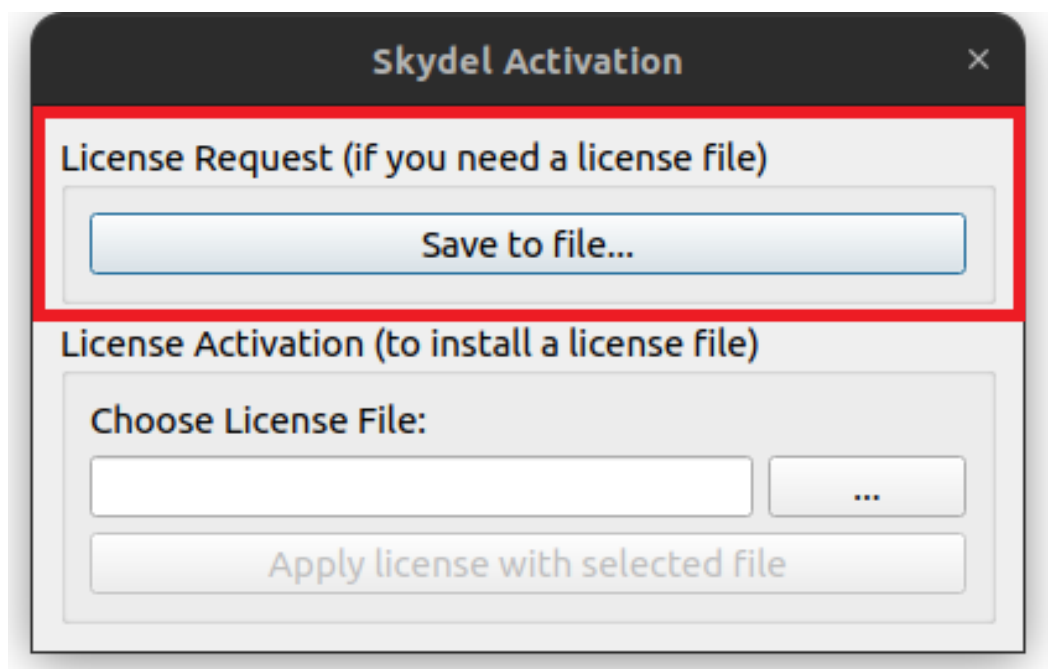 Skydel Activation ×
License Request (if you need a license file)
Save to file...
License Activation (to install a license file)
Choose License File:
...
Apply license with selected file